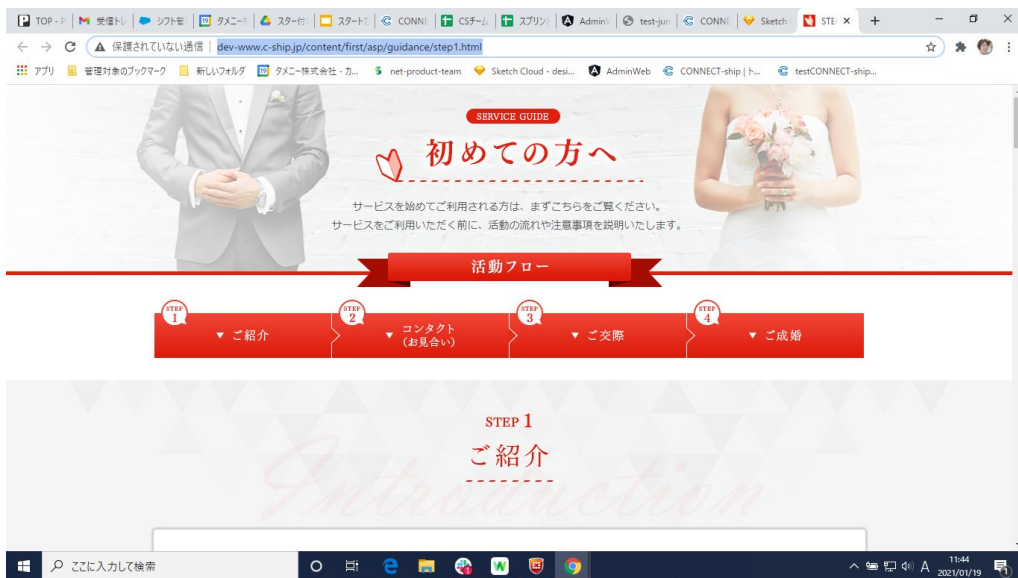 TOP - P
受信トレ
シフト管
タメニー株
スター付:
スタートス
CONNE
CSチーム
スプリント
AdminW
test-jun
CONNE
Sketch
STE
保護されていない通信 | dev-www.c-ship.jp/content/first/asp/guidance/step1.html
アプリ
管理対象のブックマーク
新しいフォルダ
タメニー株式会社 - カ...
net-product-team
Sketch Cloud - desi...
AdminWeb
CONNECT-ship | ト...
testCONNECT-ship...
SERVICE GUIDE
初めての方へ
サービスを始めてご利用される方は、まずこちらをご覧ください。
サービスをご利用いただく前に、活動の流れや注意事項を説明いたします。
活動フロー
STEP
1
▼ ご紹介
STEP
2
▼ コンタクト
(お見合い)
STEP
3
▼ ご交際
STEP
4
▼ ご成婚
STEP 1
ご紹介
Introduction
ここに入力して検索
A
11:44
2021/01/19